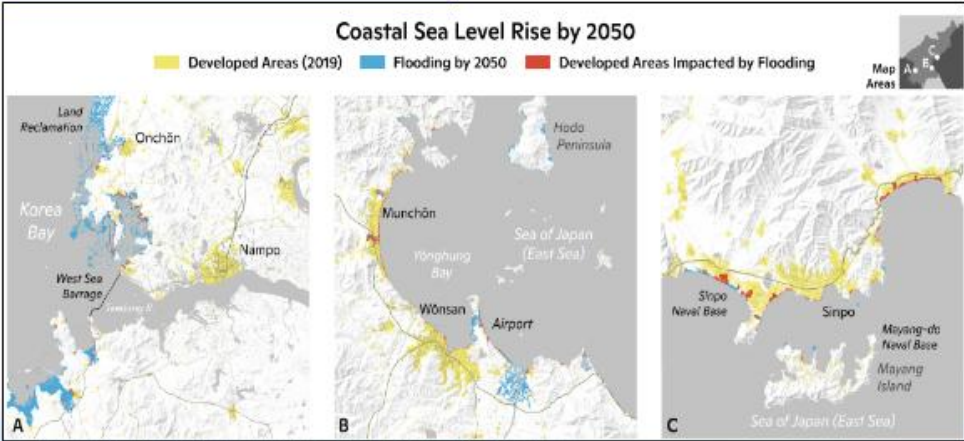 Coastal Sea Level Rise by 2050
Developed Areas (2019)
Flooding by 2050
Developed Areas Impacted by Flooding
Map
Areas
A
B
C
Land
Reclamation
Onchŏn
Korea
Bay
Nampo
West Sea
Barrage
A
Hodo
Peninsula
Munchŏn
Sea of Japan
(East Sea)
Yŏnghung
Bay
Wŏnsan
Airport
B
Sinpo
Naval Base
Sinpo
Mayang-do
Naval Base
Mayang
Island
Sea of Japan (East Sea)
C